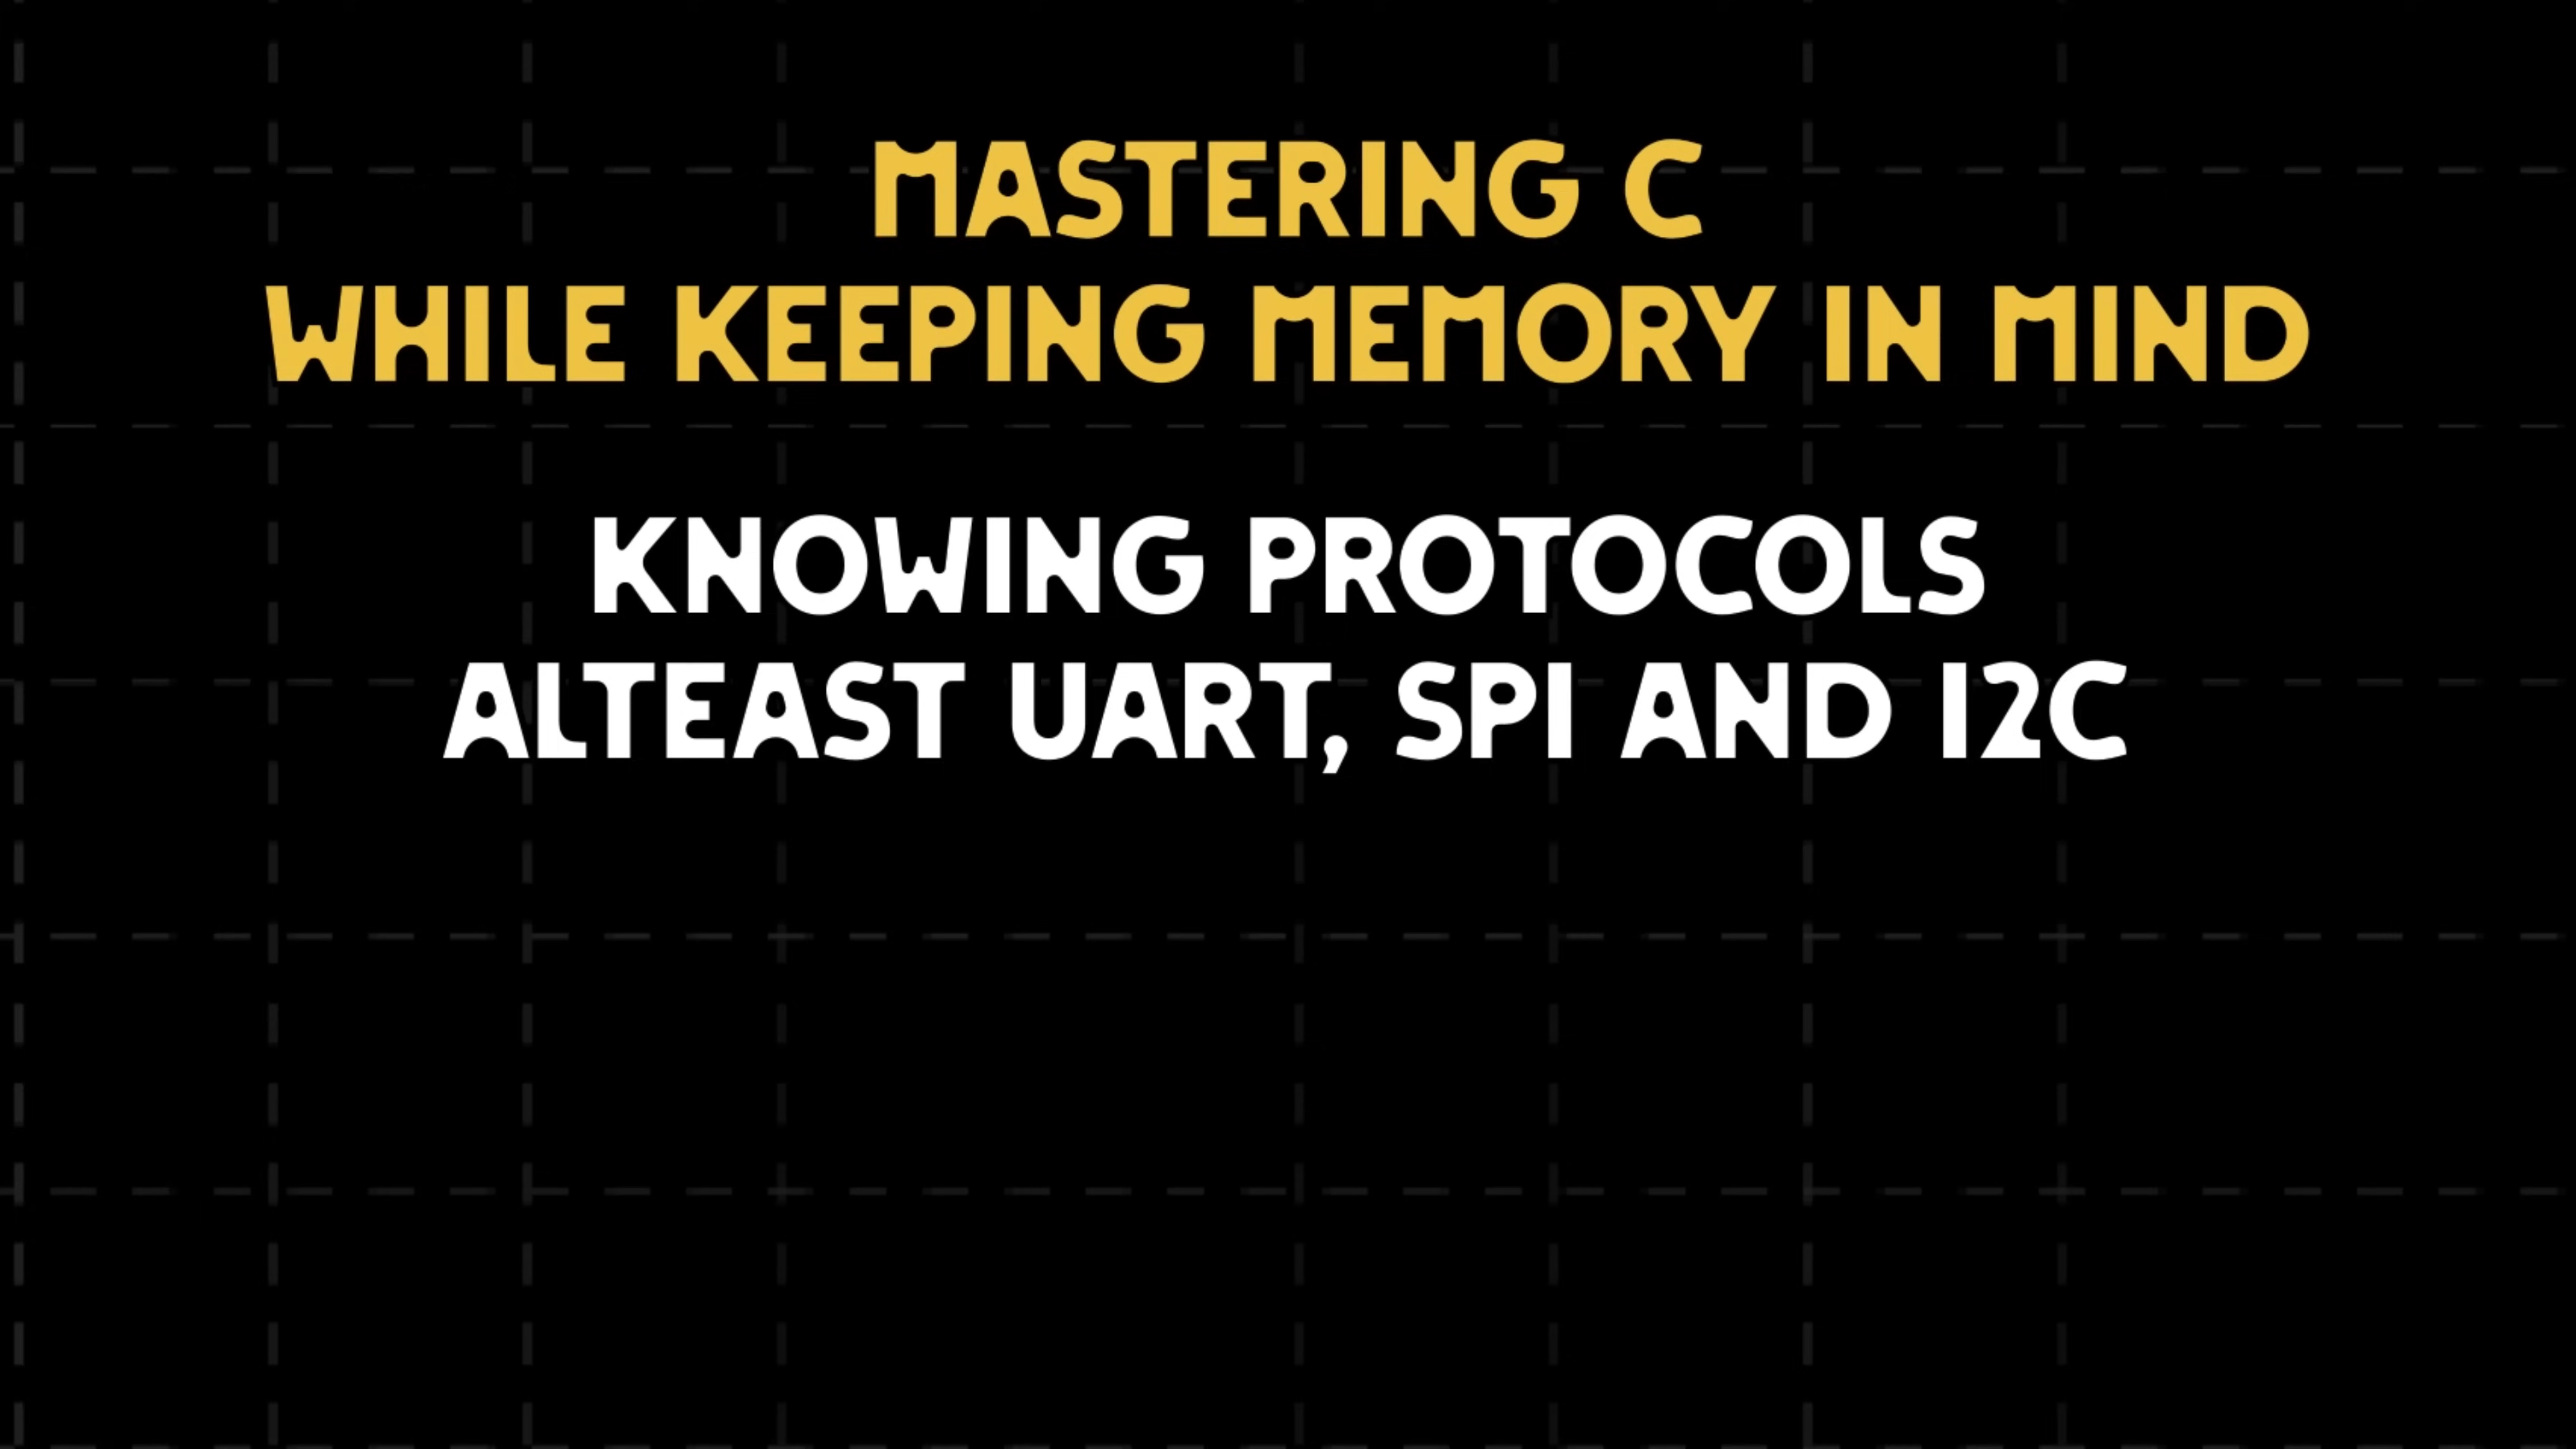 MASTERING C
WHILE KEEPING MEMORY IN MIND
KNOWING PROTOCOLS
ALTEAST UART, SPI AND I2C